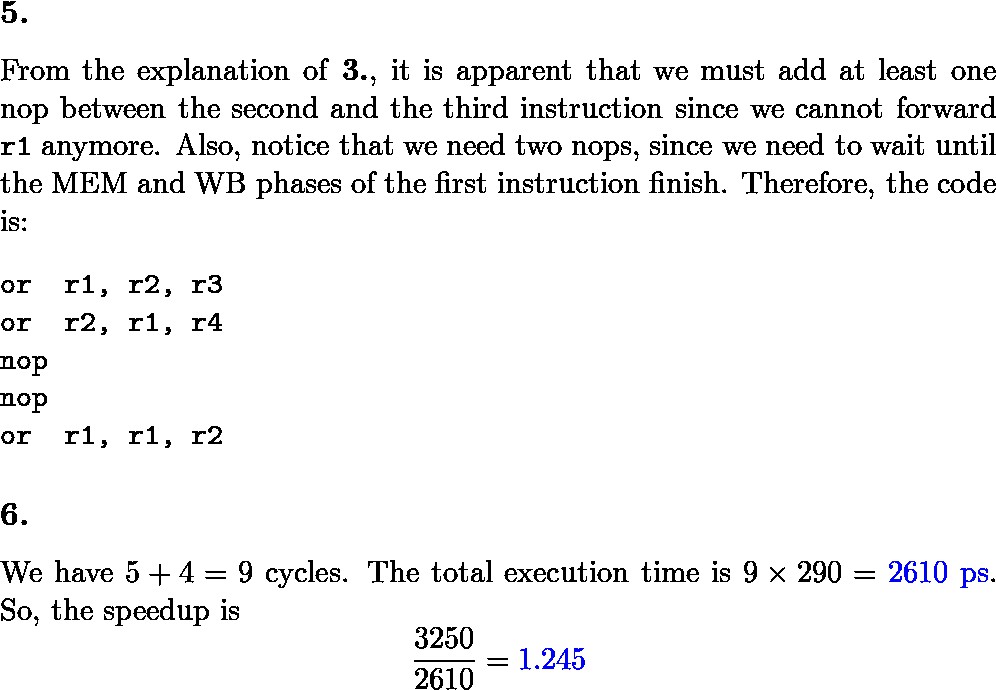 5.
From the explanation of 3., it is apparent that we must add at least one
nop between the second and the third instruction since we cannot forward
r1 anymore. Also, notice that we need two nops, since we need to wait until
the MEM and WB phases of the first instruction finish. Therefore, the code
is:
or r1, r2, r3
or r2, r1, r4
nop
nop
or r1, r1, r2
6.
We have 5 + 4 = 9 cycles. The total execution time is 9 × 290 = 2610 ps.
So, the speedup is
3250
2610
= 1.245